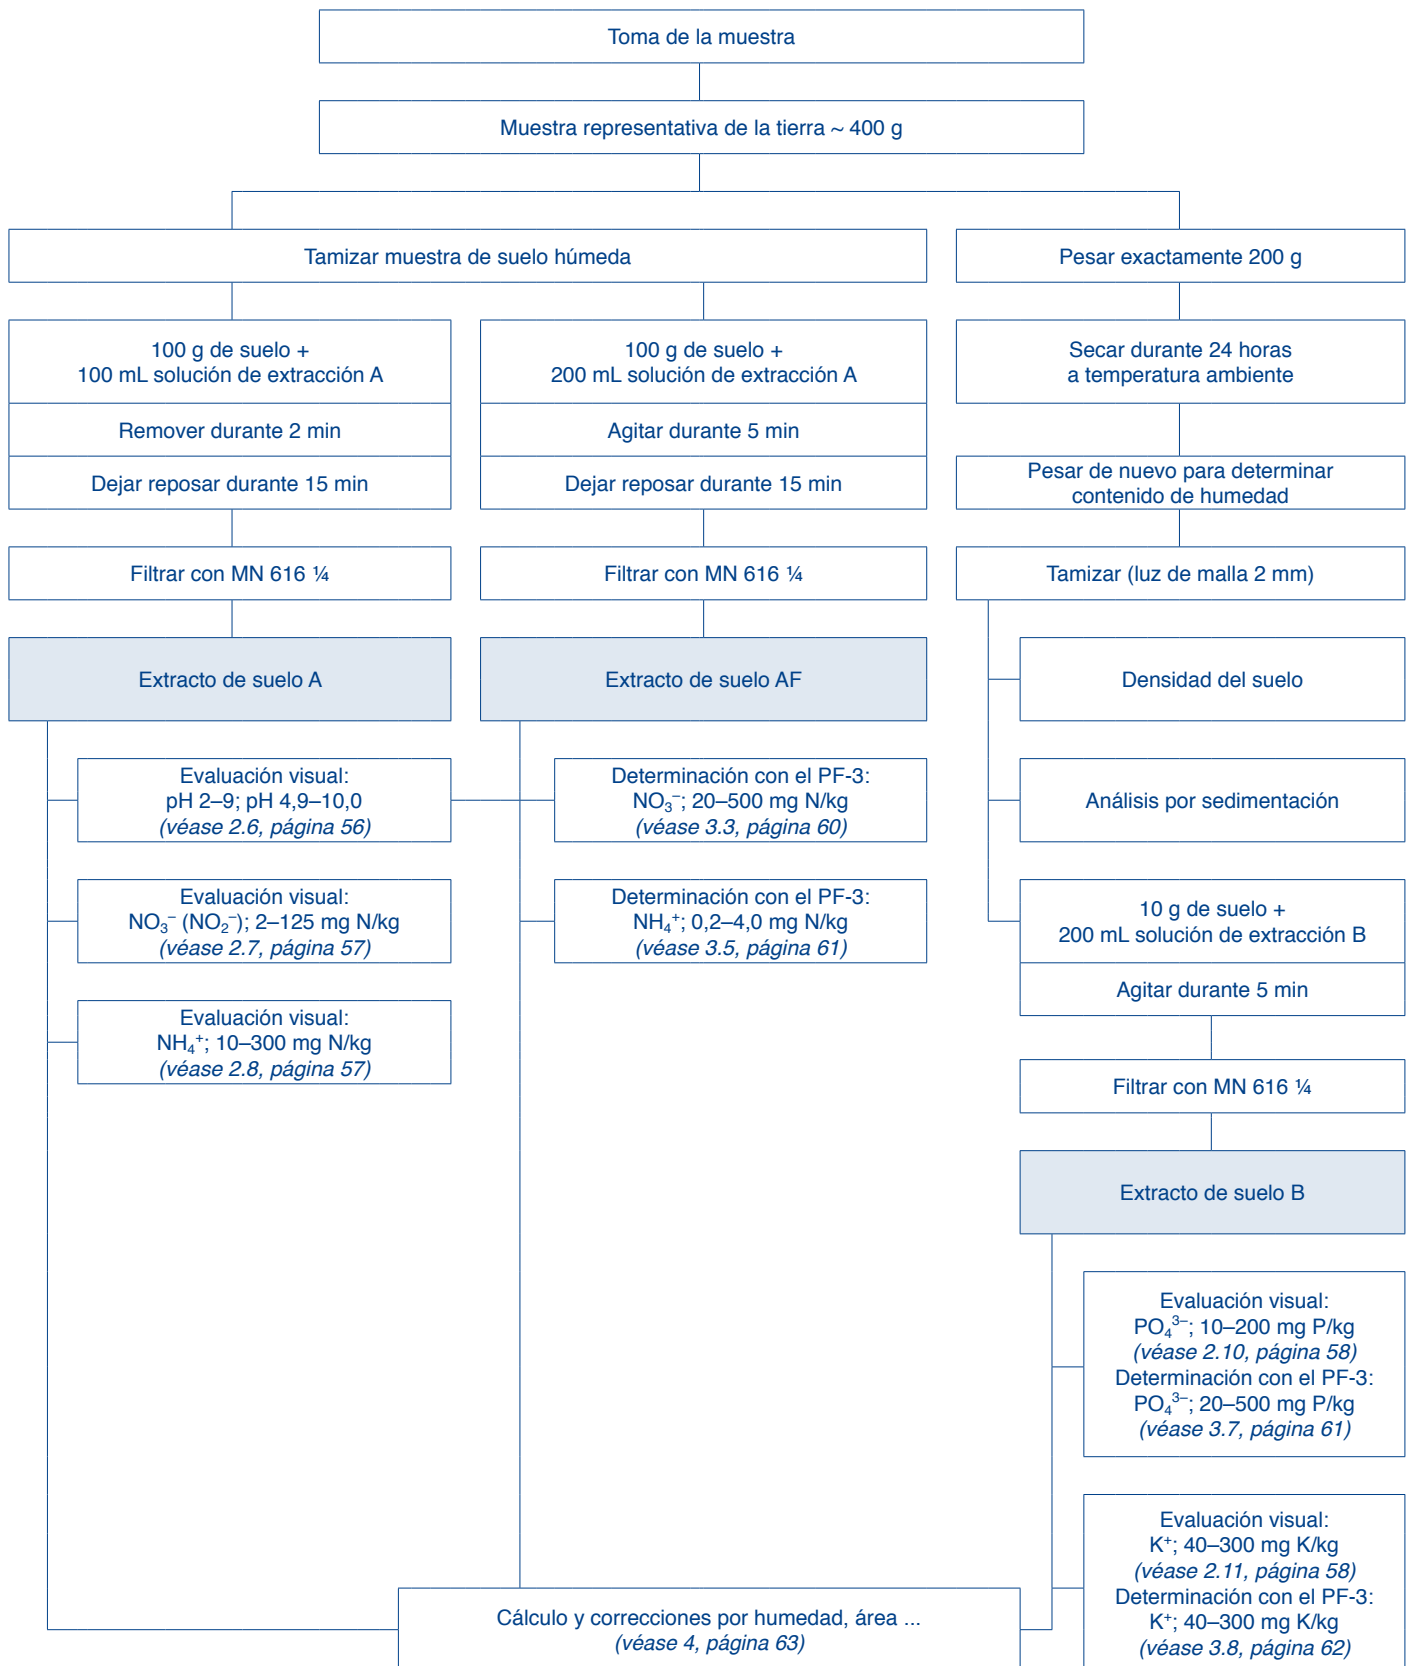 Toma de la muestra
Muestra representativa de la tierra ~ 400 g
Tamizar muestra de suelo húmeda
Pesar exactamente 200 g
100 g de suelo +
100 mL solución de extracción A
Remover durante 2 min
Dejar reposar durante 15 min
100 g de suelo +
200 mL solución de extracción A
Agitar durante 5 min
Dejar reposar durante 15 min
Secar durante 24 horas
a temperatura ambiente
Pesar de nuevo para determinar
contenido de humedad
Filtrar con MN 616 ¼
Filtrar con MN 616 ¼
Tamizar (luz de malla 2 mm)
Extracto de suelo A
Extracto de suelo AF
Densidad del suelo
Evaluación visual:
pH 2–9; pH 4,9–10,0
(véase 2.6, página 56)
Determinación con el PF-3:
NO₃⁻; 20–500 mg N/kg
(véase 3.3, página 60)
Análisis por sedimentación
Evaluación visual:
NO₃⁻ (NO₂⁻); 2–125 mg N/kg
(véase 2.7, página 57)
Determinación con el PF-3:
NH₄⁺; 0,2–4,0 mg N/kg
(véase 3.5, página 61)
10 g de suelo +
200 mL solución de extracción B
Agitar durante 5 min
Evaluación visual:
NH₄⁺; 10–300 mg N/kg
(véase 2.8, página 57)
Filtrar con MN 616 ¼
Extracto de suelo B
Evaluación visual:
PO₄³⁻; 10–200 mg P/kg
(véase 2.10, página 58)
Determinación con el PF-3:
PO₄³⁻; 20–500 mg P/kg
(véase 3.7, página 61)
Evaluación visual:
K⁺; 40–300 mg K/kg
(véase 2.11, página 58)
Determinación con el PF-3:
K⁺; 40–300 mg K/kg
(véase 3.8, página 62)
Cálculo y correcciones por humedad, área ...
(véase 4, página 63)